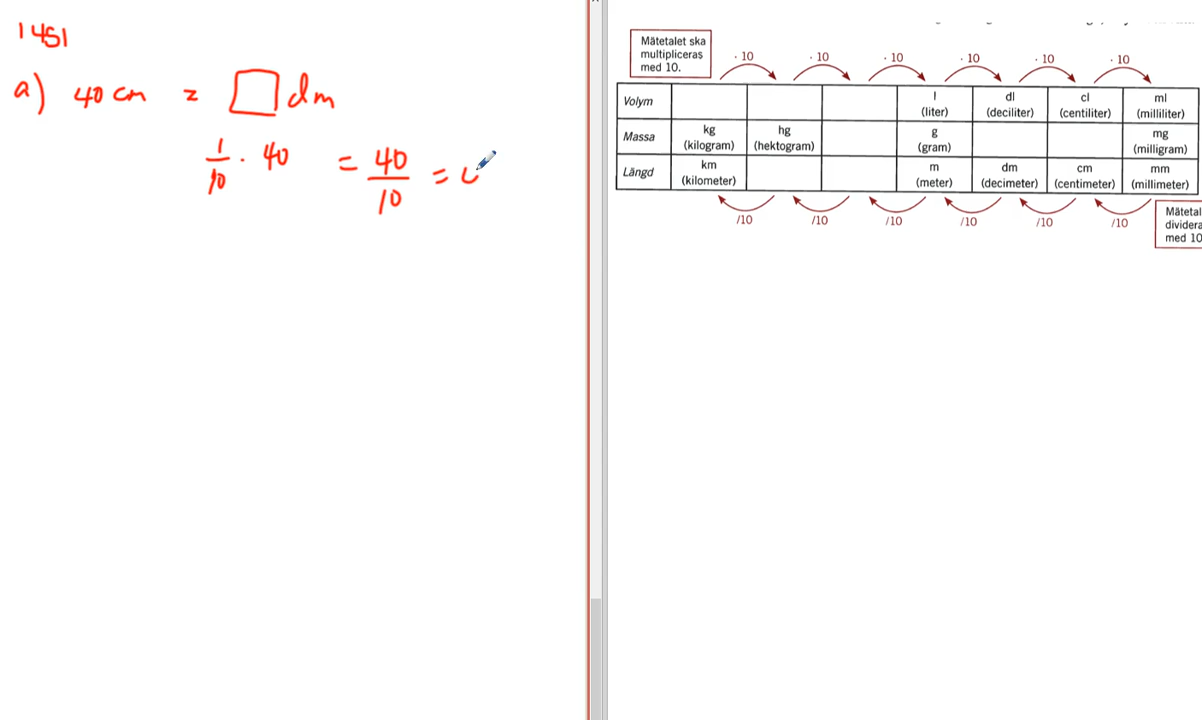 1451
a) 40 cm = dm
1/10 · 40 = 40/10 =
Mätetalet ska
multipliceras
med 10.
· 10 · 10 · 10 · 10 · 10 · 10
Volym l (liter) dl (deciliter) cl (centiliter) ml (milliliter)
Massa kg (kilogram) hg (hektogram) g (gram) mg (milligram)
Längd km (kilometer) m (meter) dm (decimeter) cm (centimeter) mm (millimeter)
/10 /10 /10 /10 /10 /10
Mätetal
dividera
med 10